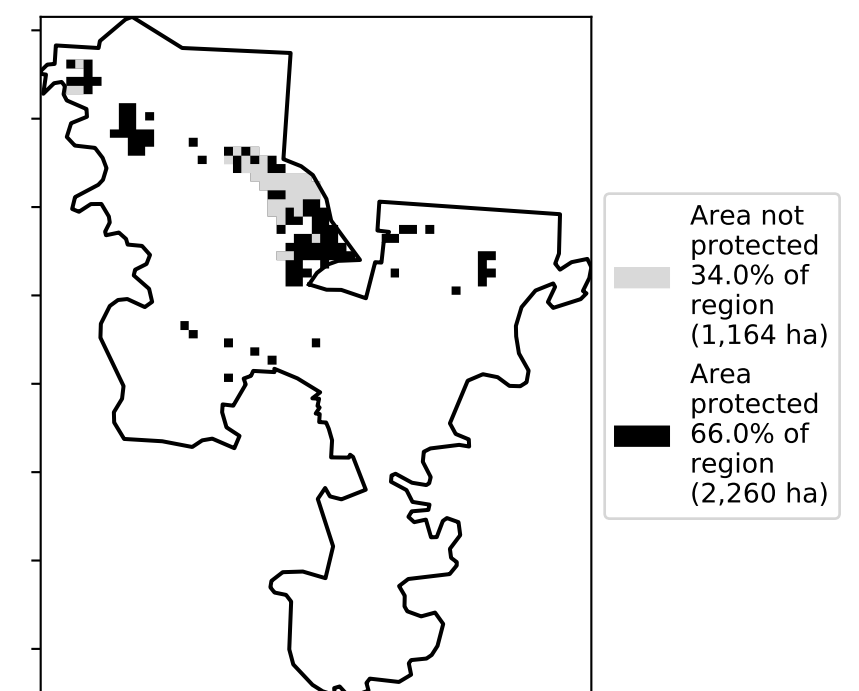 Area not
protected
34.0% of
region
(1,164 ha)
Area
protected
66.0% of
region
(2,260 ha)